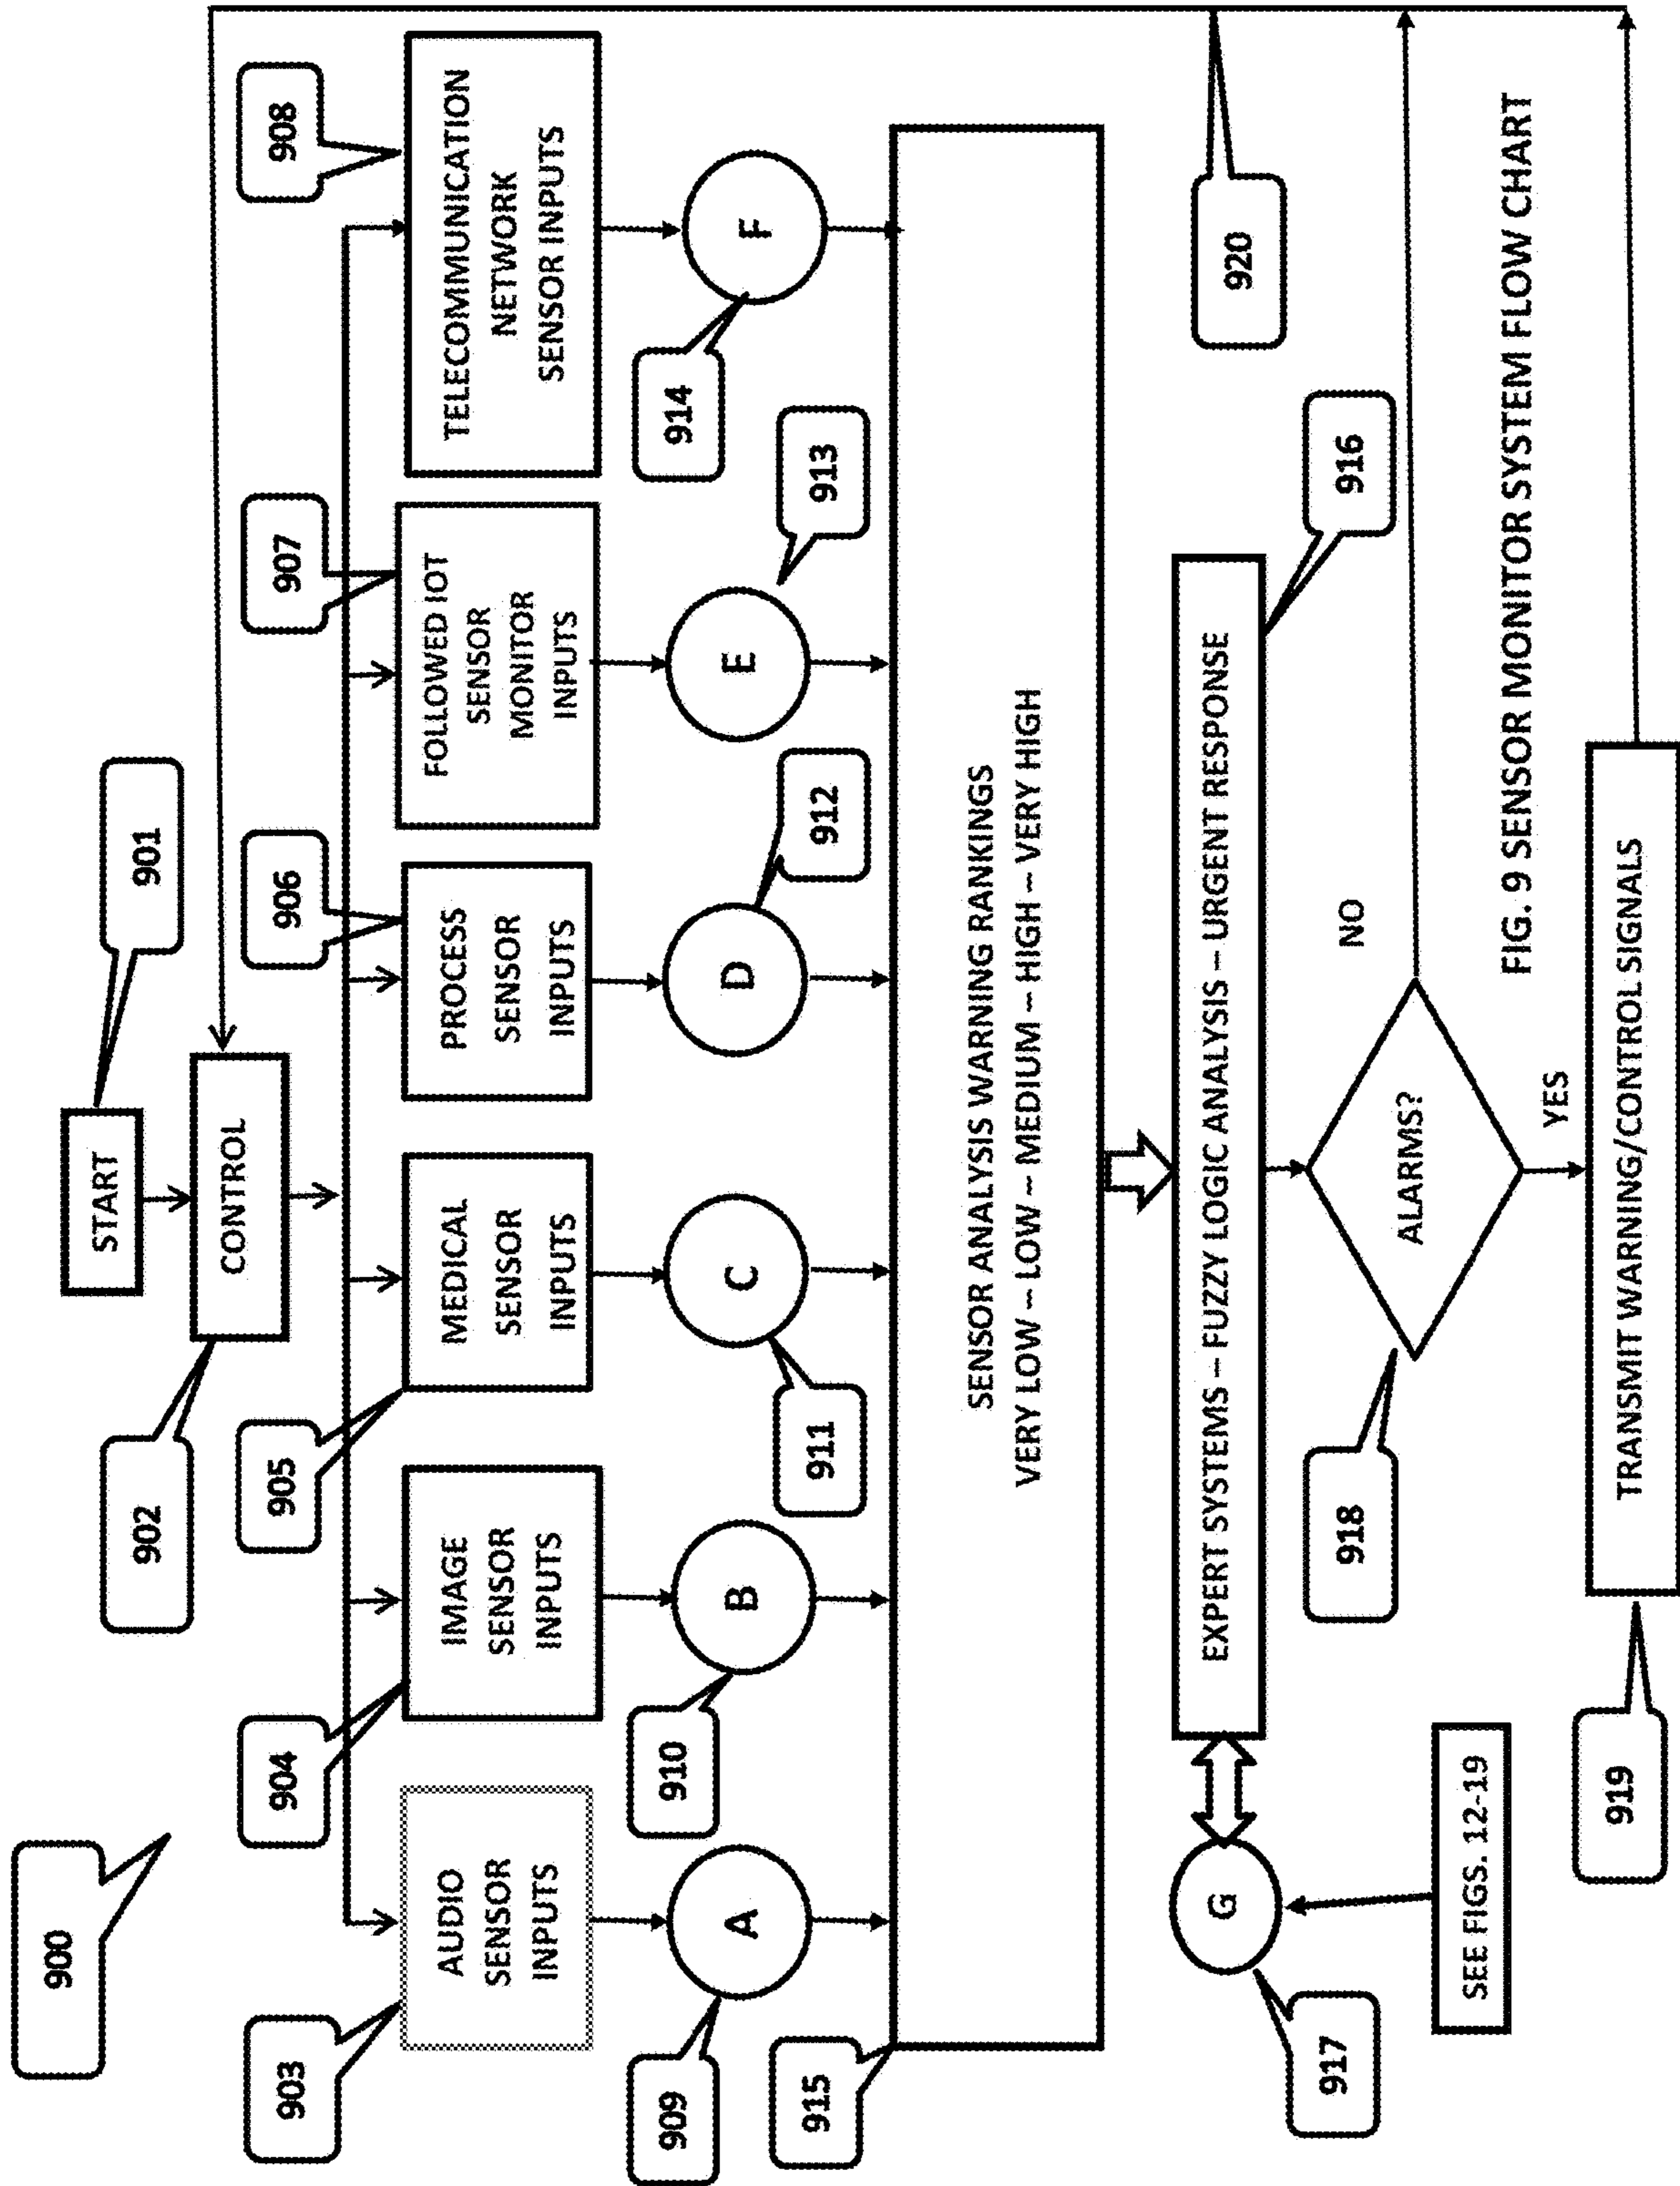 900
START
901
CONTROL
902
903
904
905
906
907
908
AUDIO
SENSOR
INPUTS
IMAGE
SENSOR
INPUTS
MEDICAL
SENSOR
INPUTS
PROCESS
SENSOR
INPUTS
FOLLOWED IOT
SENSOR
MONITOR
INPUTS
TELECOMMUNICATION
NETWORK
SENSOR INPUTS
909
A
910
B
911
C
912
D
913
E
914
F
915
SENSOR ANALYSIS WARNING RANKINGS
VERY LOW – LOW – MEDIUM – HIGH – VERY HIGH
917
G
SEE FIGS. 12-19
EXPERT SYSTEMS – FUZZY LOGIC ANALYSIS – URGENT RESPONSE
916
920
918
ALARMS?
NO
YES
919
TRANSMIT WARNING/CONTROL SIGNALS
FIG. 9 SENSOR MONITOR SYSTEM FLOW CHART